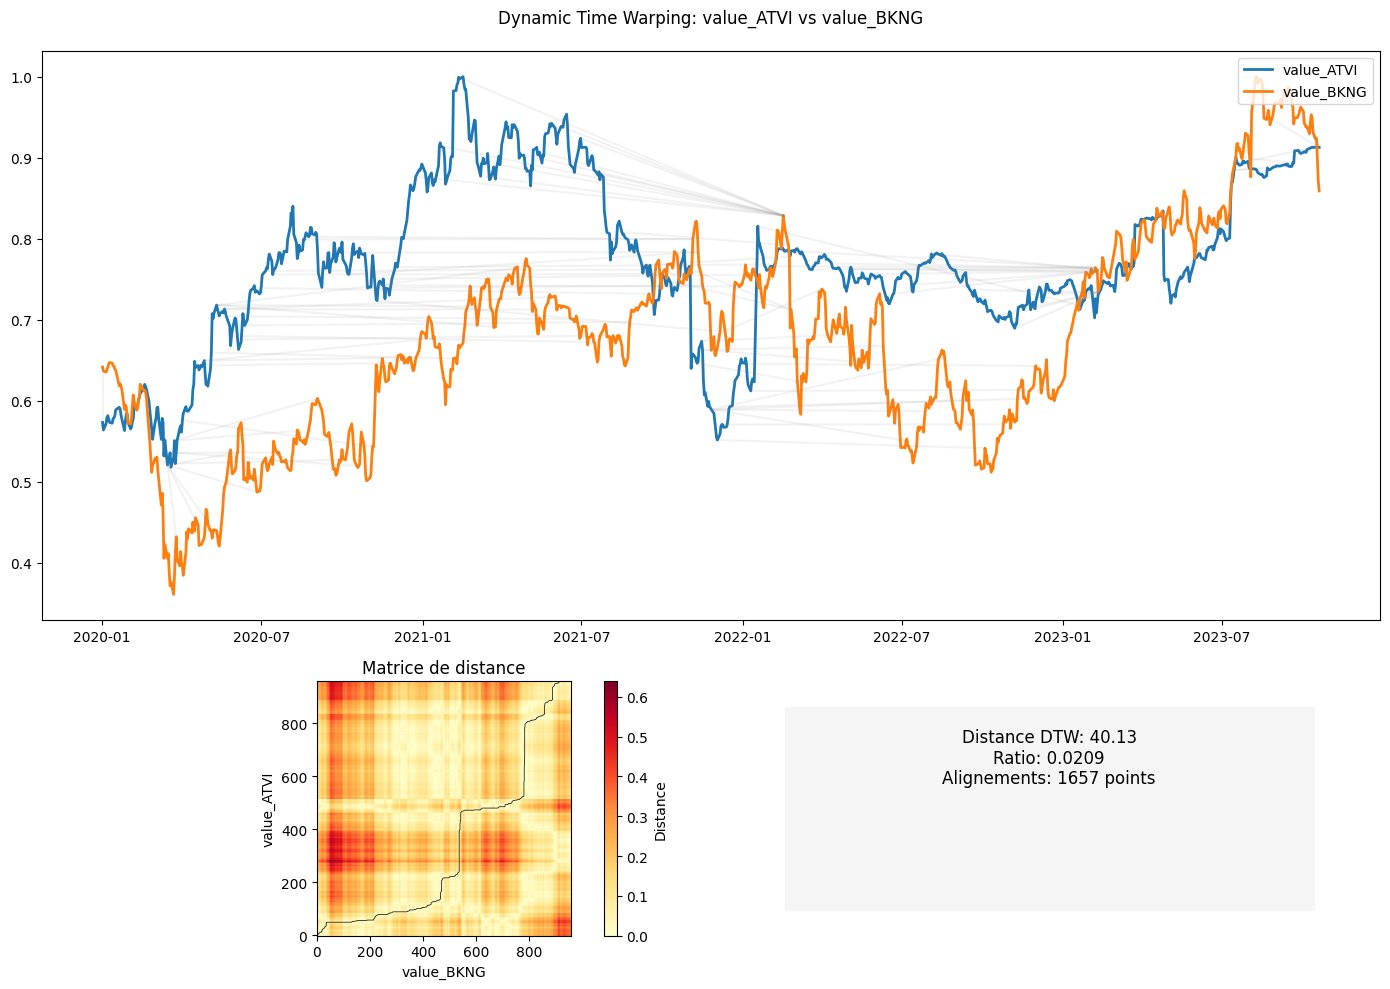 Dynamic Time Warping: value_ATVI vs value_BKNG
value_ATVI
value_BKNG
1.0
0.9
0.8
0.7
0.6
0.5
0.4
2020-01 2020-07 2021-01 2021-07 2022-01 2022-07 2023-01 2023-07
Matrice de distance
value_ATVI
800
600
400
200
0
0 200 400 600 800
value_BKNG
0.6
0.5
0.4
0.3
0.2
0.1
0.0
Distance
Distance DTW: 40.13
Ratio: 0.0209
Alignements: 1657 points